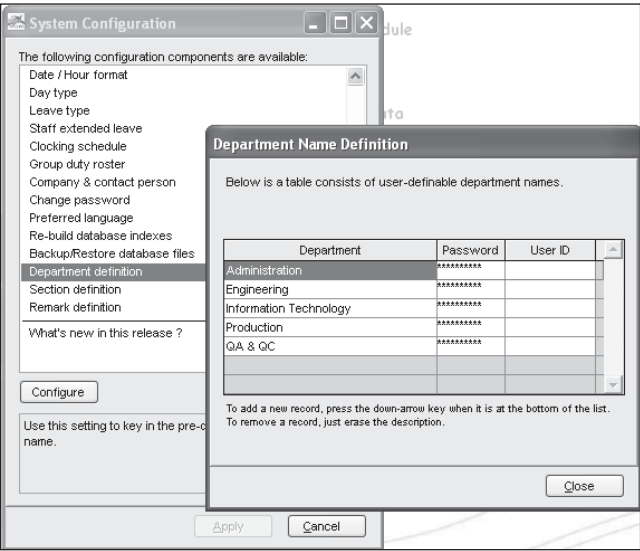 System Configuration
dule
The following configuration components are available:
Date / Hour format
Day type
Leave type
Staff extended leave
Clocking schedule
Group duty roster
Company & contact person
Change password
Preferred language
Re-build database indexes
Backup/Restore database files
Department definition
Section definition
Remark definition
What's new in this release ?
Configure
Use this setting to key in the pre-c
name.
Apply
Cancel
ata
Department Name Definition
Below is a table consists of user-definable department names.
Department Password User ID
Administration **********
Engineering **********
Information Technology **********
Production **********
QA & QC **********
To add a new record, press the down-arrow key when it is at the bottom of the list.
To remove a record, just erase the description.
Close